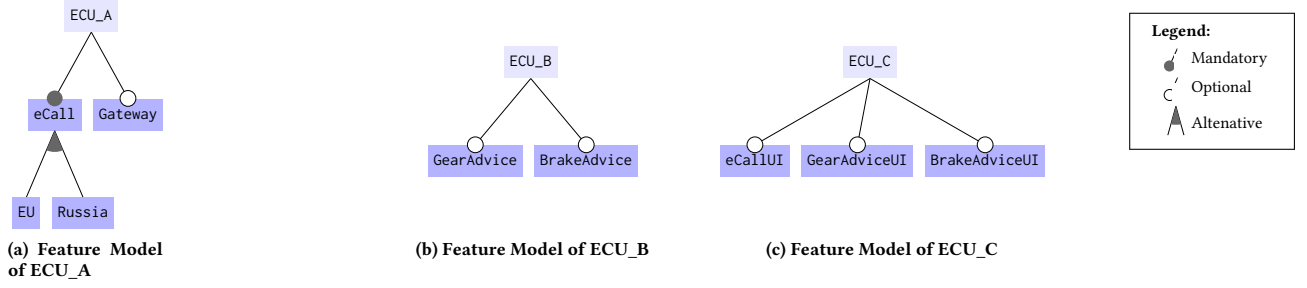 ECU_A
eCall
Gateway
EU
Russia
(a) Feature Model
of ECU_A
ECU_B
GearAdvice
BrakeAdvice
(b) Feature Model of ECU_B
ECU_C
eCallUI
GearAdviceUI
BrakeAdviceUI
(c) Feature Model of ECU_C
Legend:
Mandatory
Optional
Altenative